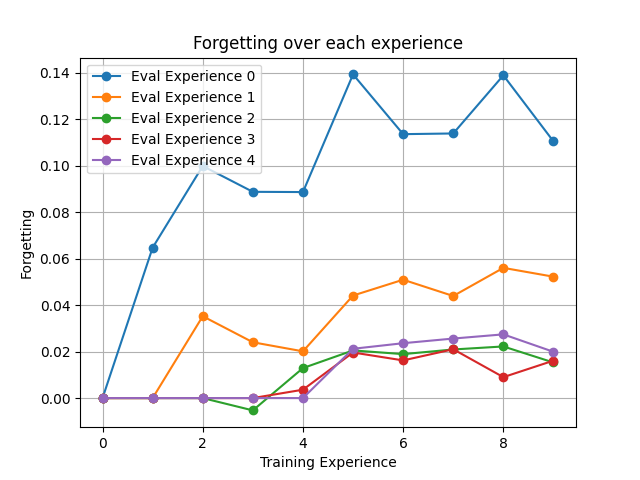 Forgetting over each experience
Eval Experience 0
Eval Experience 1
Eval Experience 2
Eval Experience 3
Eval Experience 4
Forgetting
0.14
0.12
0.10
0.08
0.06
0.04
0.02
0.00
0 2 4 6 8
Training Experience